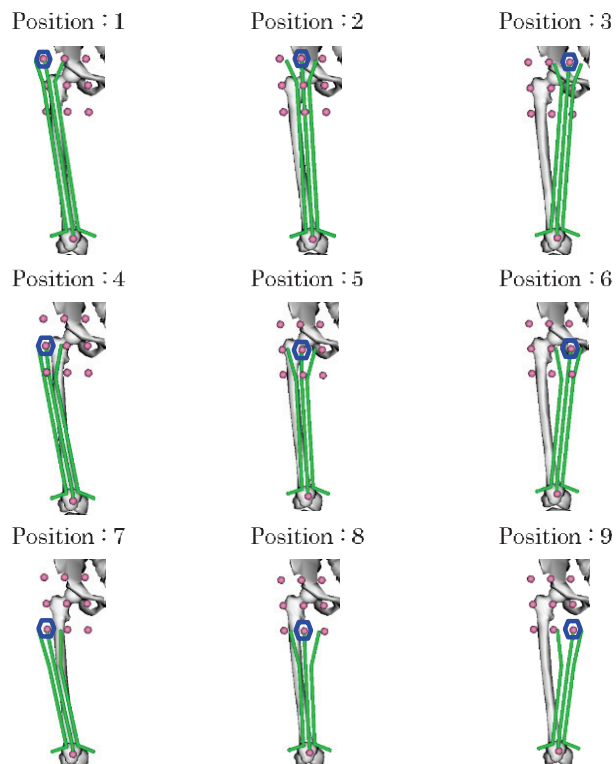 Position : 1
Position : 2
Position : 3
Position : 4
Position : 5
Position : 6
Position : 7
Position : 8
Position : 9